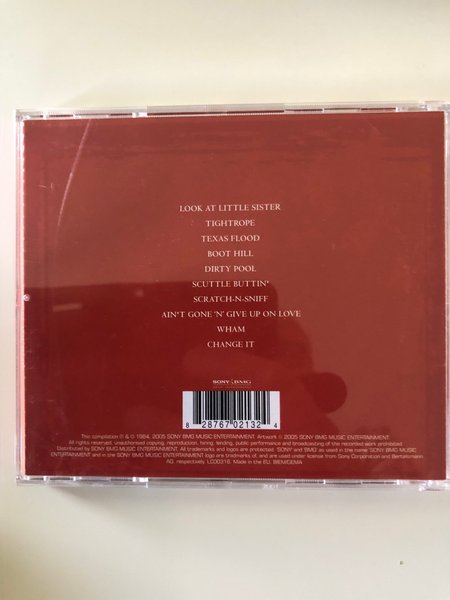 LOOK AT LITTLE SISTER
TIGHTROPE
TEXAS FLOOD
BOOT HILL
DIRTY POOL
SCUTTLE BUTTIN'
SCRATCH-N-SNIFF
AIN'T GONE 'N' GIVE UP ON LOVE
WHAM
CHANGE IT
SONY BMG
MUSIC ENTERTAINMENT
8 28767 02132 4
This compilation ℗ & © 1984, 2005 SONY BMG MUSIC ENTERTAINMENT. Artwork © 2005 SONY BMG MUSIC ENTERTAINMENT.
All rights reserved. unauthorised copying, reproduction, hiring, lending, public performance and broadcasting of the recorded work prohibited.
Distributed by SONY BMG MUSIC ENTERTAINMENT. All trademarks and logos are protected. 'SONY' and 'BMG' as used in the name 'SONY BMG
MUSIC ENTERTAINMENT' and in the SONY BMG MUSIC ENTERTAINMENT logo are trademarks of, and are used under license from Sony Corporation and Bertelsmann
AG, respectively. LC00316. Made in the EU. BIEM/GEMA